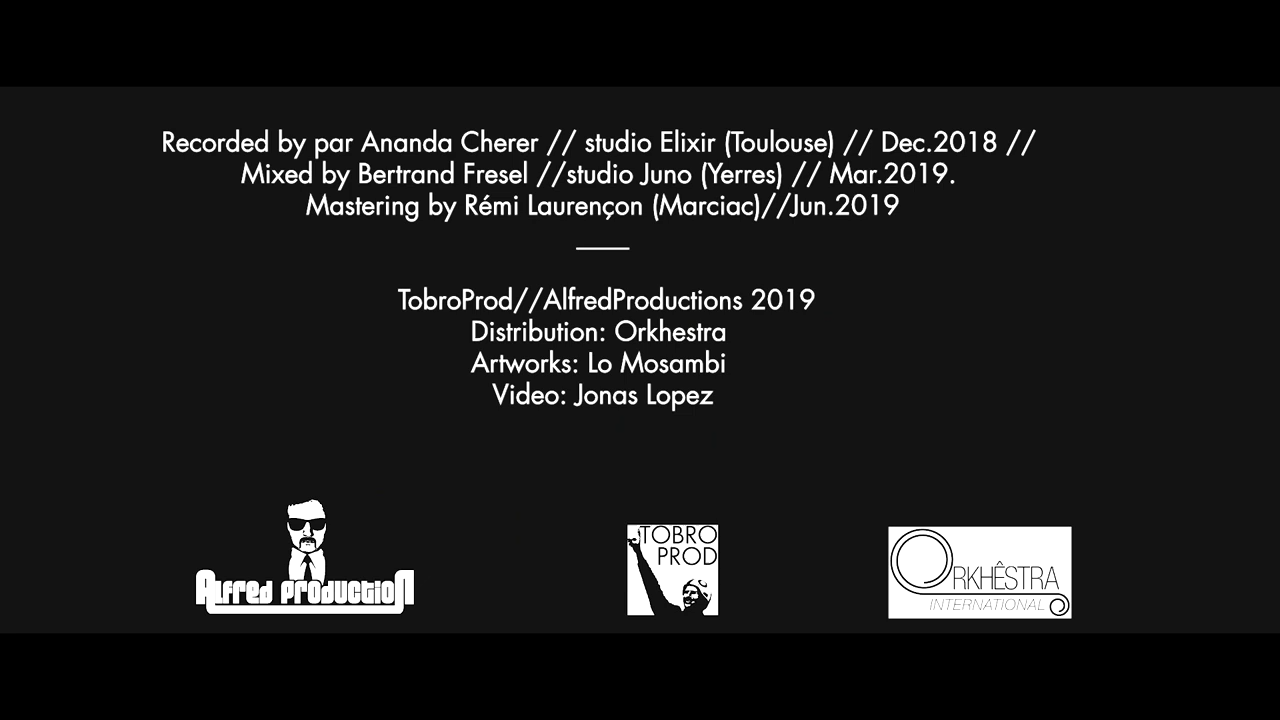 Recorded by par Ananda Cherer // studio Elixir (Toulouse) // Dec.2018 //
Mixed by Bertrand Fresel //studio Juno (Yerres) // Mar.2019.
Mastering by Rémi Laurençon (Marciac)//Jun.2019
TobroProd//AlfredProductions 2019
Distribution: Orkhestra
Artworks: Lo Mosambi
Video: Jonas Lopez
Alfred production
TOBRO
PROD
ORKHÊSTRA
INTERNATIONAL